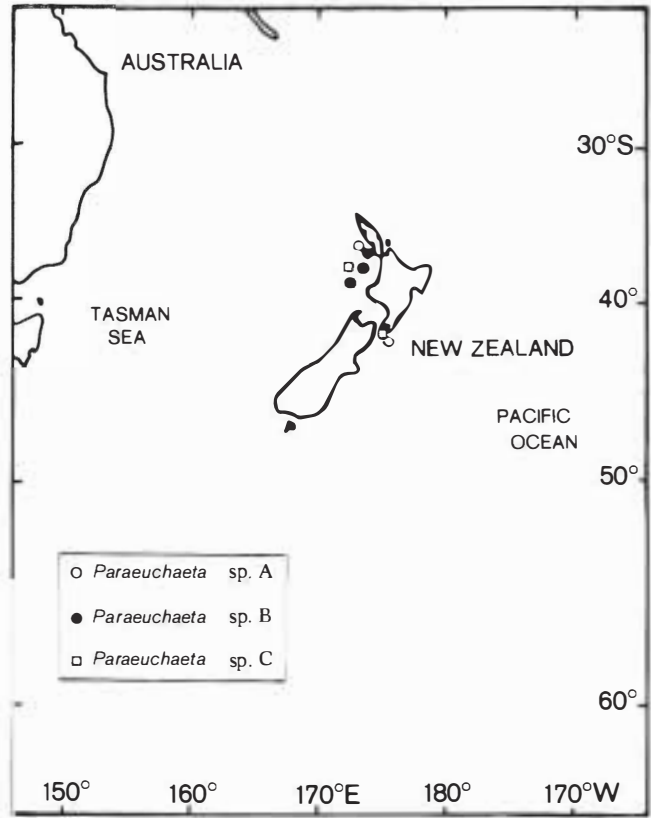 AUSTRALIA
30°S
TASMAN
SEA
40°
NEW ZEALAND
PACIFIC
OCEAN
50°
○ Paraeuchaeta sp. A
● Paraeuchaeta sp. B
□ Paraeuchaeta sp. C
60°
150° 160° 170°E 180° 170°W